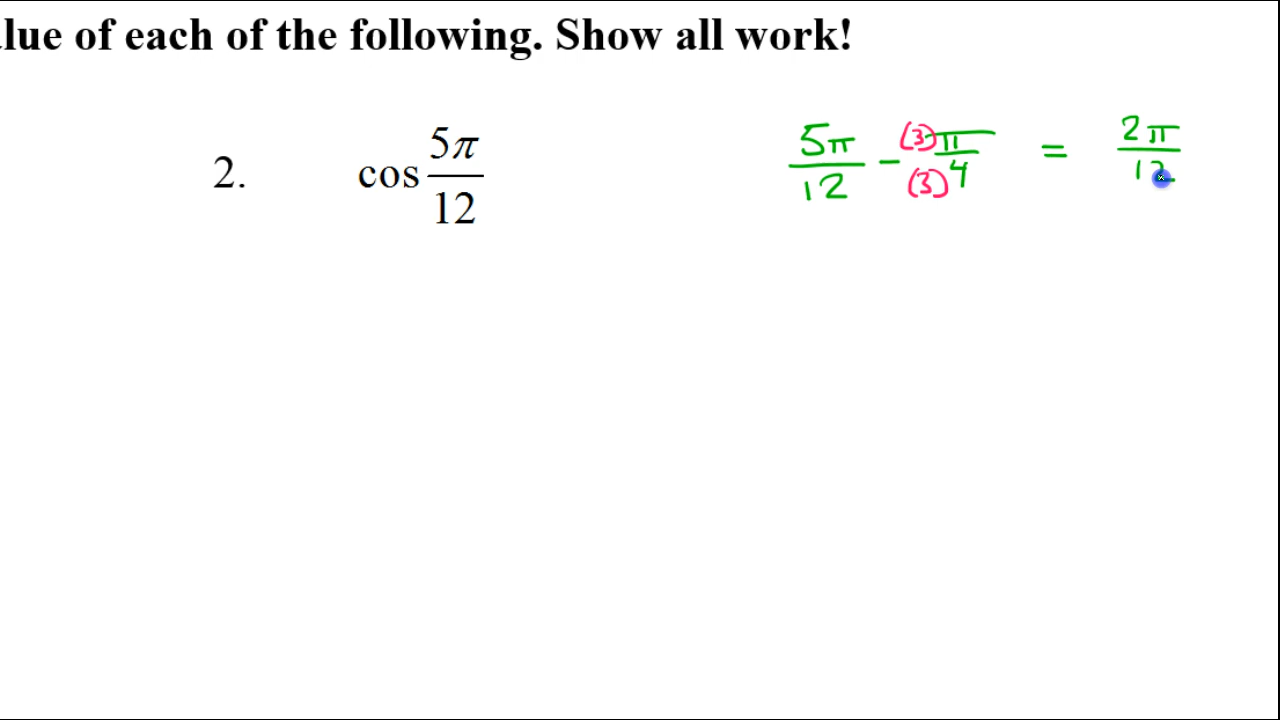 lue of each of the following. Show all work!
2. cos 5π/12
5π/12 - (3)π/(3)4 = 2π/12